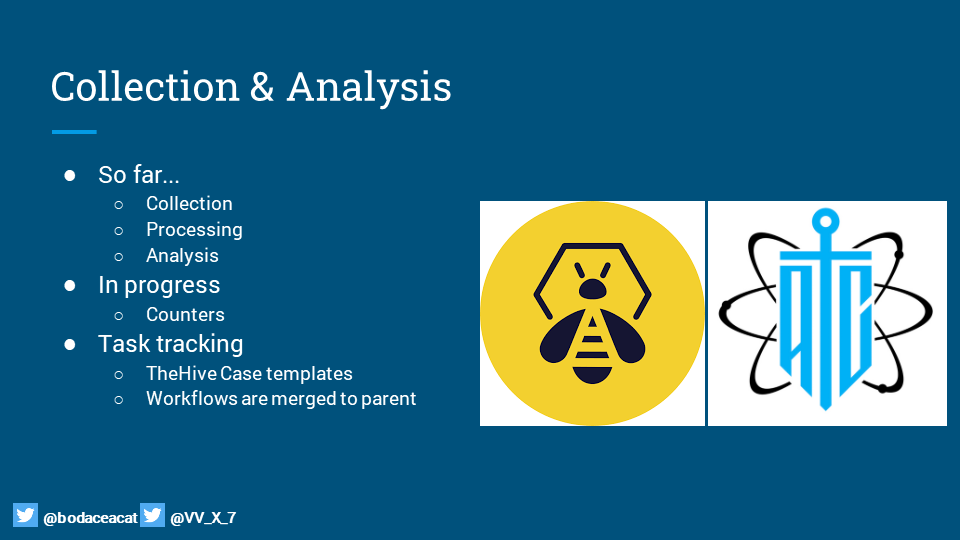 Collection & Analysis
● So far...
○ Collection
○ Processing
○ Analysis
● In progress
○ Counters
● Task tracking
○ TheHive Case templates
○ Workflows are merged to parent
ATC
@bodaceacat @VV_X_7